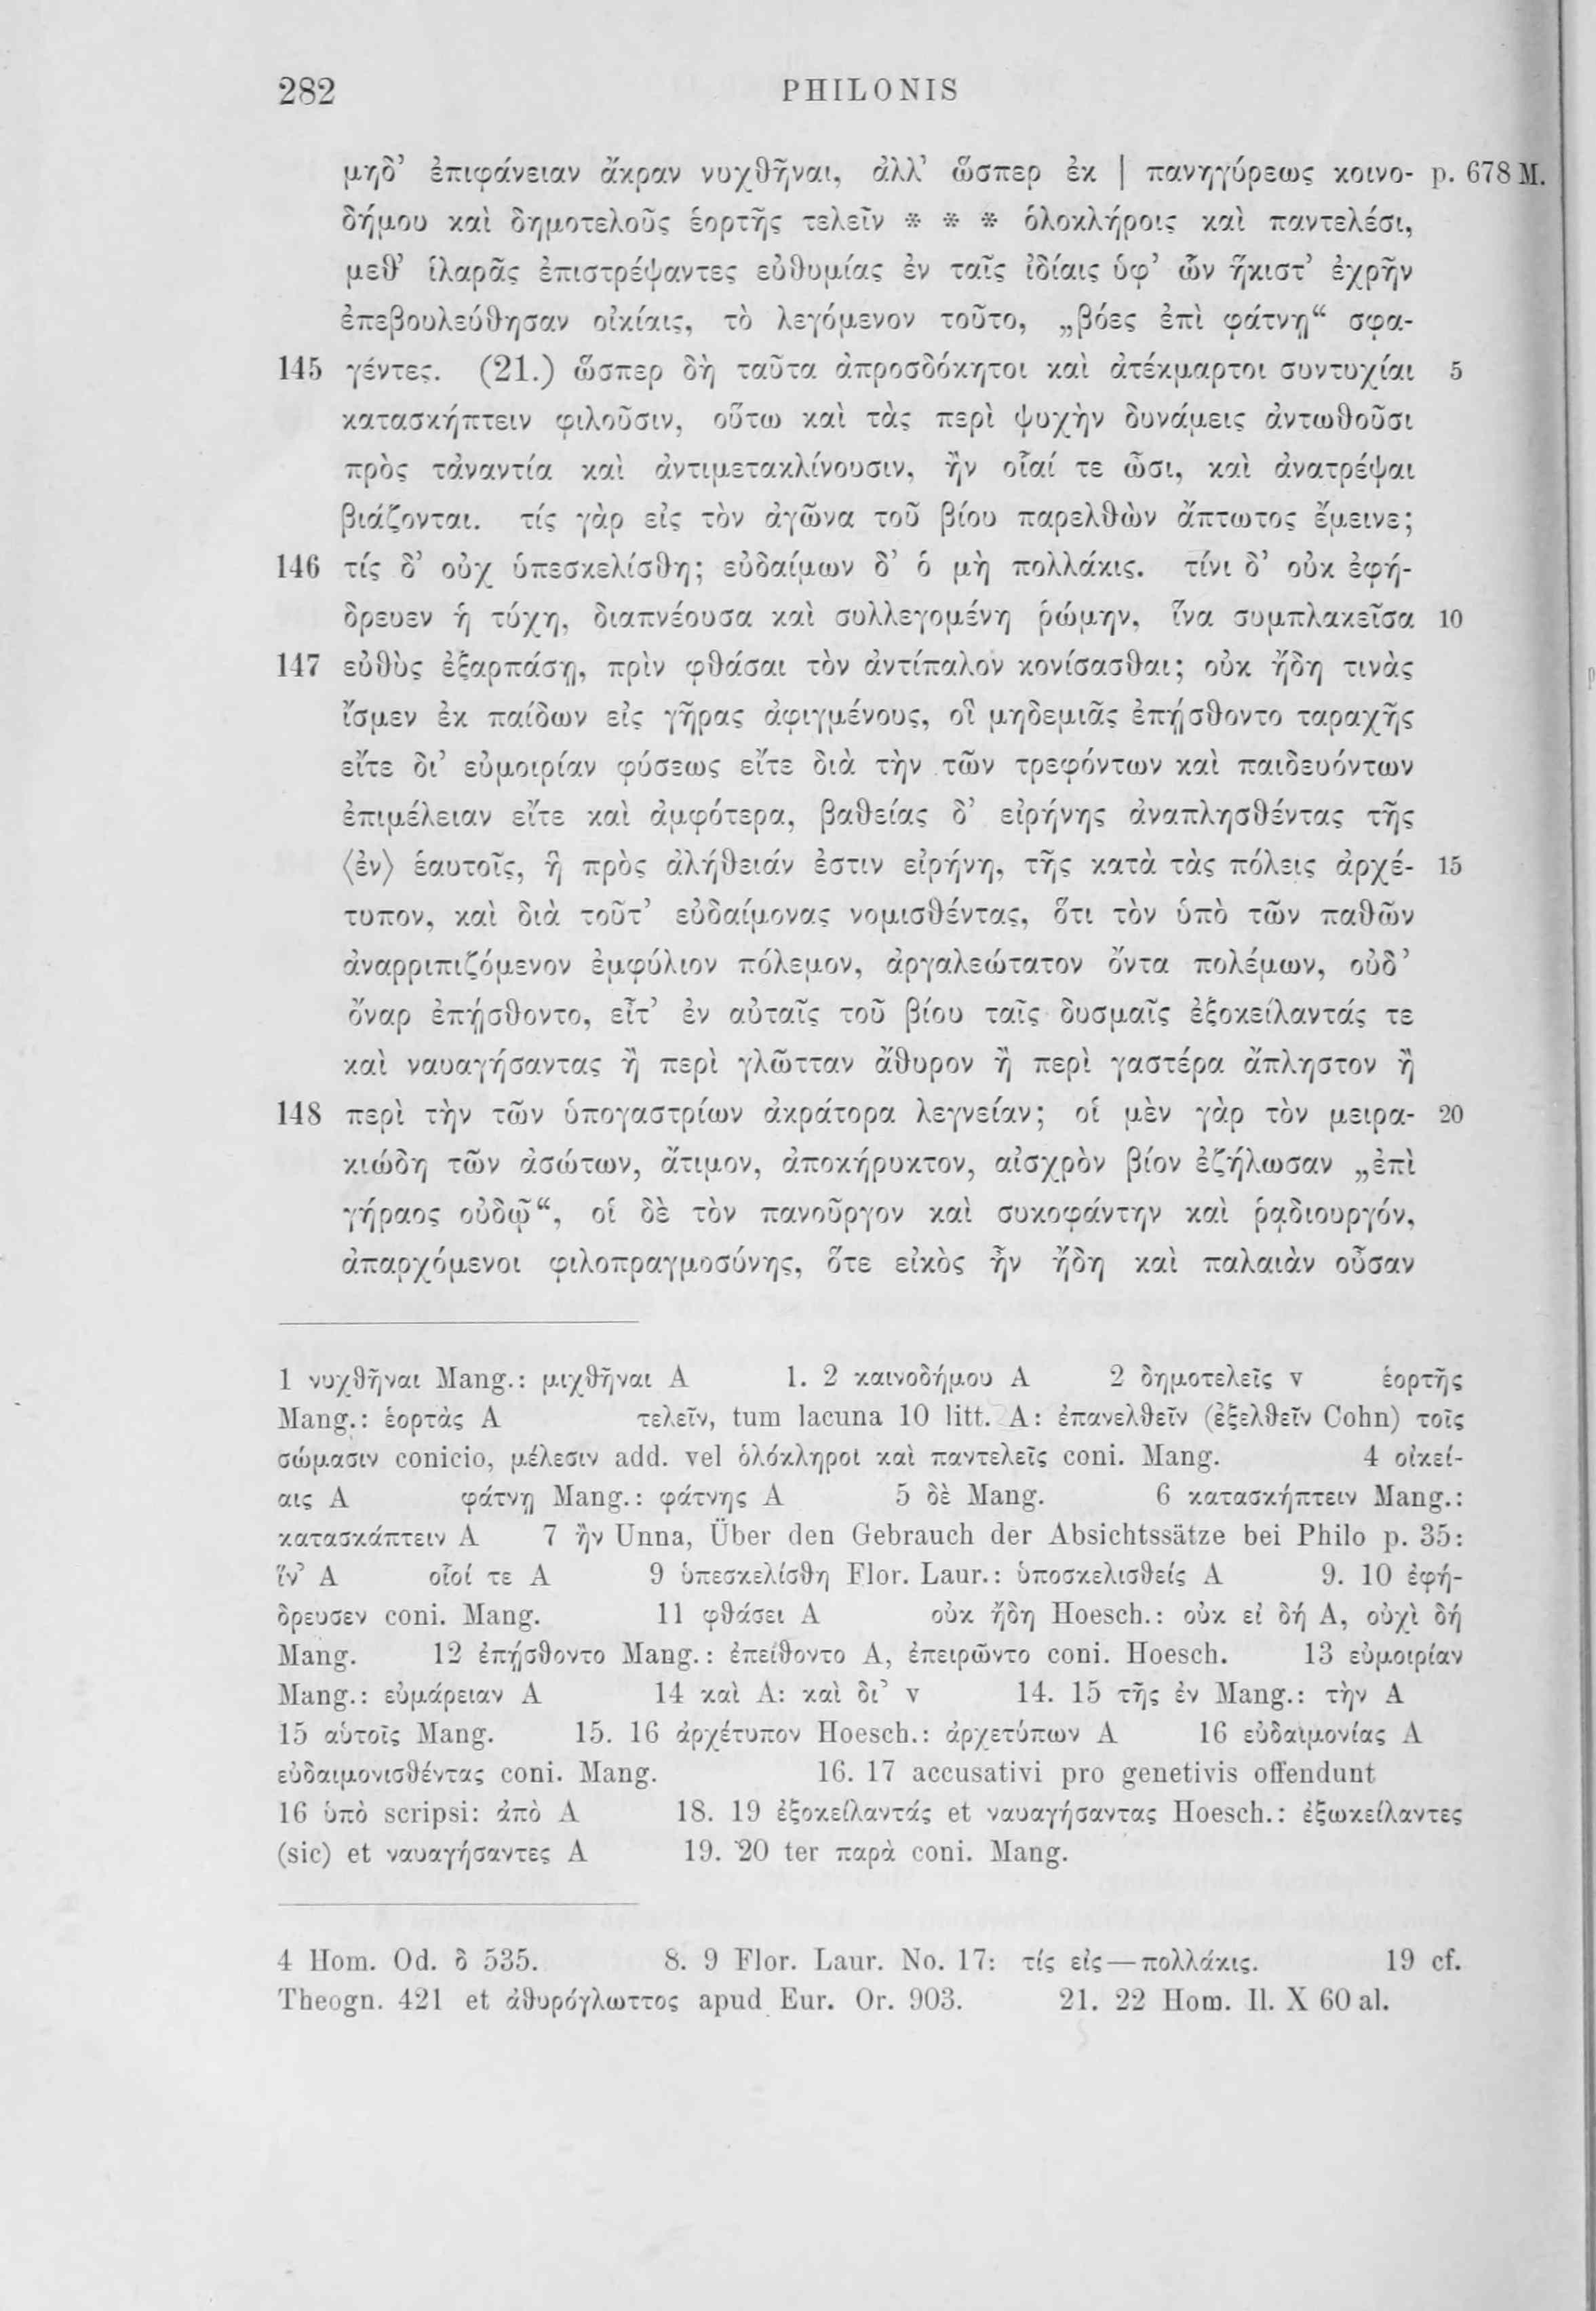 282 PHILONIS
μηδ’ ἐπιφάνειαν ἄκραν νυχθῆναι, ἀλλ’ ὥσπερ ἐκ | πανηγύρεως κοινο- p. 678 M.
δήμου καὶ δημοτελοῦς ἑορτῆς τελεῖν * * * ὁλοκλήροις καὶ παντελέσι,
μεθ’ ἱλαρᾶς ἐπιστρέψαντες εὐθυμίας ἐν ταῖς ἰδίαις ὑφ’ ὧν ἥκιστ’ ἐχρῆν
ἐπεβουλεύθησαν οἰκίαις, τὸ λεγόμενον τοῦτο, „βόες ἐπὶ φάτνῃ“ σφα-
145 γέντες. (21.) ὥσπερ δὴ ταῦτα ἀπροσδόκητοι καὶ ἀτέκμαρτοι συντυχίαι 5
κατασκήπτειν φιλοῦσιν, οὕτω καὶ τὰς περὶ ψυχὴν δυνάμεις ἀντωθοῦσι
πρὸς τἀναντία καὶ ἀντιμετακλίνουσιν, ἢν οἷαί τε ὦσι, καὶ ἀνατρέψαι
βιάζονται. τίς γὰρ εἰς τὸν ἀγῶνα τοῦ βίου παρελθὼν ἄπτωτος ἔμεινε;
146 τίς δ’ οὐχ ὑπεσκελίσθη; εὐδαίμων δ’ ὁ μὴ πολλάκις. τίνι δ’ οὐκ ἐφή-
δρευεν ἡ τύχη, διαπνέουσα καὶ συλλεγομένη ῥώμην, ἵνα συμπλακεῖσα 10
147 εὐθὺς ἐξαρπάσῃ, πρὶν φθάσαι τὸν ἀντίπαλον κονίσασθαι; οὐκ ἤδη τινὰς
ἴσμεν ἐκ παίδων εἰς γῆρας ἀφιγμένους, οἳ μηδεμιᾶς ἐπῄσθοντο ταραχῆς
εἴτε δι’ εὐμοιρίαν φύσεως εἴτε διὰ τὴν τῶν τρεφόντων καὶ παιδευόντων
ἐπιμέλειαν εἴτε καὶ ἀμφότερα, βαθείας δ’ εἰρήνης ἀναπλησθέντας τῆς
⟨ἐν⟩ ἑαυτοῖς, ἣ πρὸς ἀλήθειάν ἐστιν εἰρήνη, τῆς κατὰ τὰς πόλεις ἀρχέ- 15
τυπον, καὶ διὰ τοῦτ’ εὐδαίμονας νομισθέντας, ὅτι τὸν ὑπὸ τῶν παθῶν
ἀναρριπιζόμενον ἐμφύλιον πόλεμον, ἀργαλεώτατον ὄντα πολέμων, οὐδ’
ὄναρ ἐπῄσθοντο, εἶτ’ ἐν αὐταῖς τοῦ βίου ταῖς δυσμαῖς ἐξοκείλαντάς τε
καὶ ναυαγήσαντας ἢ περὶ γλῶτταν ἄθυρον ἢ περὶ γαστέρα ἄπληστον ἢ
148 περὶ τὴν τῶν ὑπογαστρίων ἀκράτορα λεγνείαν; οἱ μὲν γὰρ τὸν μειρα- 20
κιώδη τῶν ἀσώτων, ἄτιμον, ἀποκήρυκτον, αἰσχρὸν βίον ἐζήλωσαν „ἐπὶ
γήραος οὐδῷ“, οἱ δὲ τὸν πανοῦργον καὶ συκοφάντην καὶ ῥᾳδιουργόν,
ἀπαρχόμενοι φιλοπραγμοσύνης, ὅτε εἰκὸς ἦν ἤδη καὶ παλαιὰν οὖσαν
1 νυχθῆναι Mang.: μιχθῆναι A 1. 2 καινοδήμου A 2 δημοτελεῖς v ἑορτῆς
Mang.: ἑορτὰς A τελεῖν, tum lacuna 10 litt. A: ἐπανελθεῖν (ἐξελθεῖν Cohn) τοῖς
σώμασιν conicio, μέλεσιν add. vel ὁλόκληροι καὶ παντελεῖς coni. Mang. 4 οἰκεί-
αις A φάτνῃ Mang.: φάτνης A 5 δὲ Mang. 6 κατασκήπτειν Mang.:
κατασκάπτειν A 7 ἢν Unna, Über den Gebrauch der Absichtssätze bei Philo p. 35:
ἵν’ A οἷοί τε A 9 ὑπεσκελίσθη Flor. Laur.: ὑποσκελισθείς A 9. 10 ἐφή-
δρευσεν coni. Mang. 11 φθάσει A οὐκ ἤδη Hoesch.: οὐκ εἰ δή A, οὐχὶ δή
Mang. 12 ἐπῄσθοντο Mang.: ἐπείθοντο A, ἐπειρῶντο coni. Hoesch. 13 εὐμοιρίαν
Mang.: εὐμάρειαν A 14 καὶ A: καὶ δι’ v 14. 15 τῆς ἐν Mang.: τὴν A
15 αὑτοῖς Mang. 15. 16 ἀρχέτυπον Hoesch.: ἀρχετύπων A 16 εὐδαιμονίας A
εὐδαιμονισθέντας coni. Mang. 16. 17 accusativi pro genetivis offendunt
16 ὑπὸ scripsi: ἀπὸ A 18. 19 ἐξοκείλαντάς et ναυαγήσαντας Hoesch.: ἐξωκείλαντες
(sic) et ναυαγήσαντες A 19. 20 ter παρὰ coni. Mang.
4 Hom. Od. δ 535. 8. 9 Flor. Laur. No. 17: τίς εἰς—πολλάκις. 19 cf.
Theogn. 421 et ἀθυρόγλωττος apud Eur. Or. 903. 21. 22 Hom. Il. X 60 al.